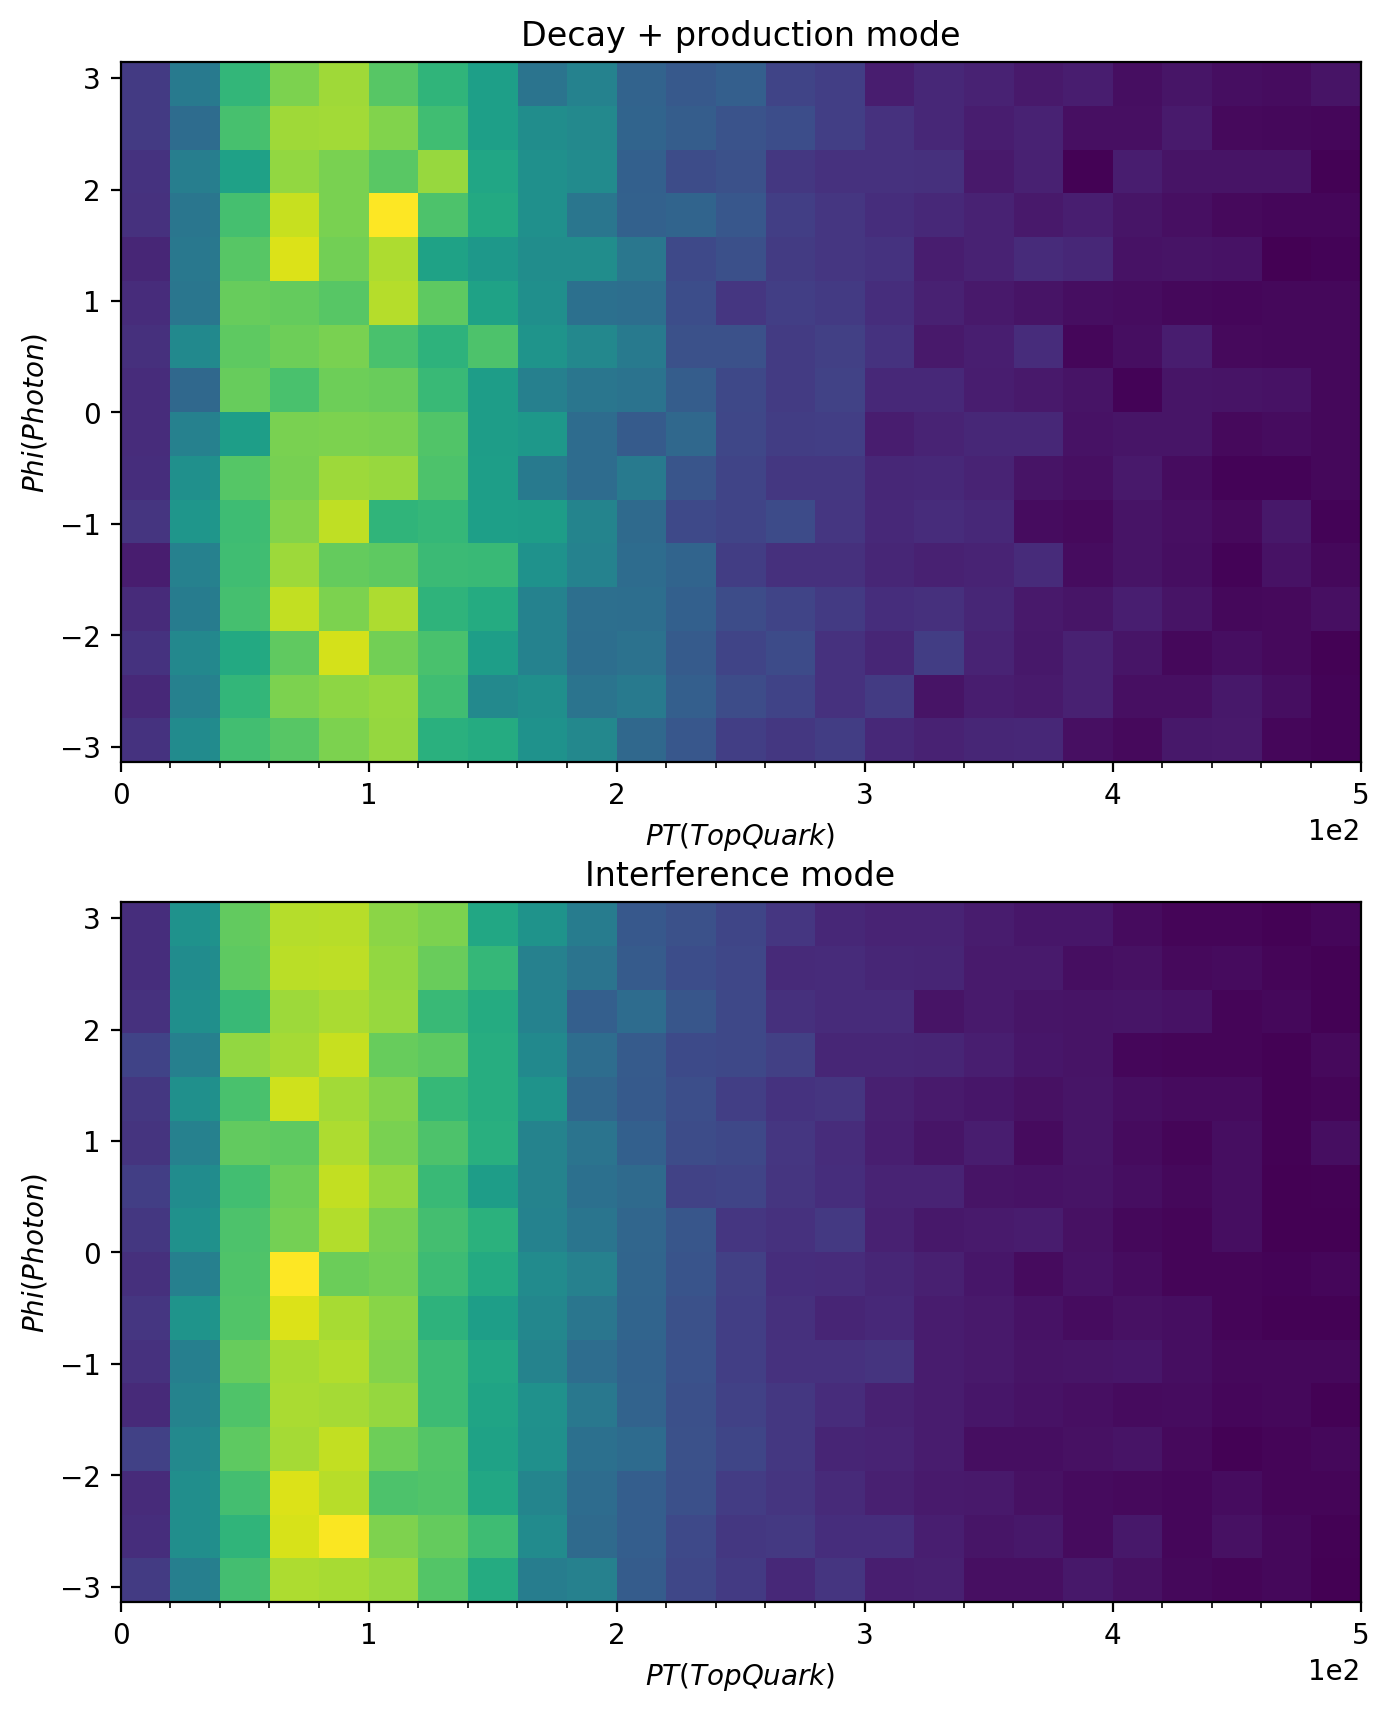 Decay + production mode
3
2
1
0
−1
−2
−3
Phi(Photon)
0 1 2 3 4 5
1e2
PT(TopQuark)
Interference mode
3
2
1
0
−1
−2
−3
Phi(Photon)
0 1 2 3 4 5
1e2
PT(TopQuark)